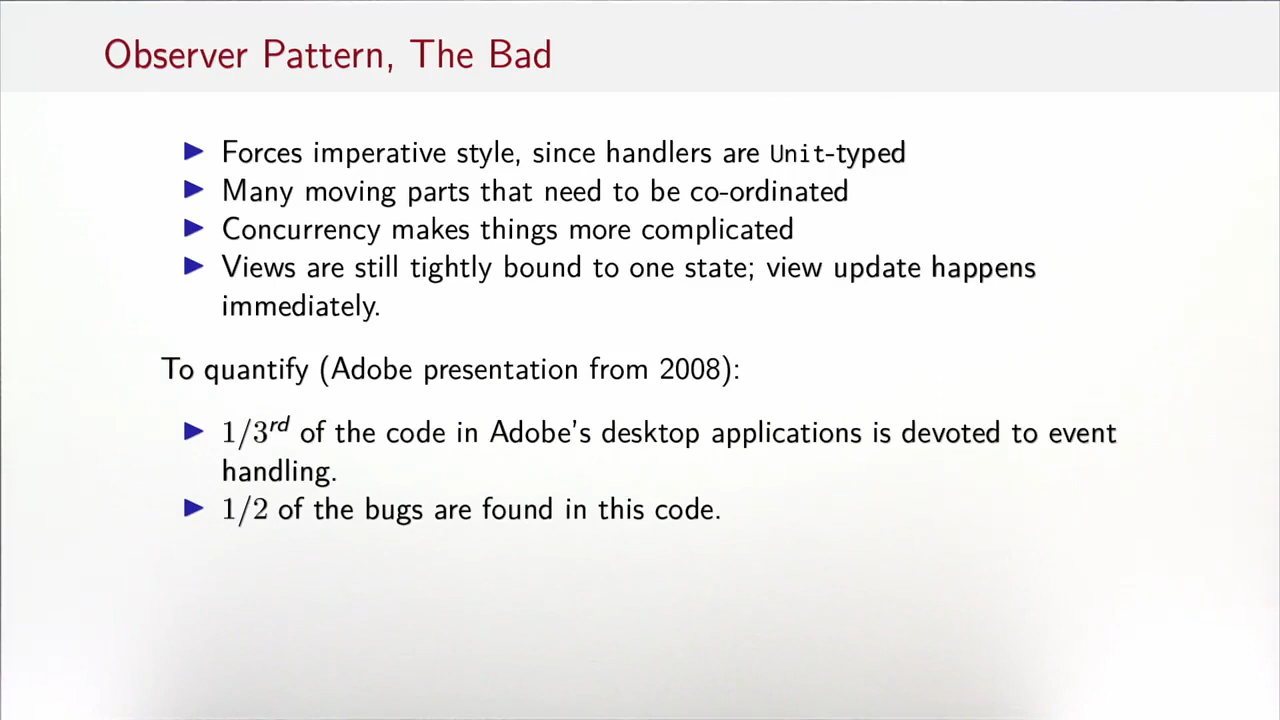 Observer Pattern, The Bad
▶ Forces imperative style, since handlers are Unit-typed
▶ Many moving parts that need to be co-ordinated
▶ Concurrency makes things more complicated
▶ Views are still tightly bound to one state; view update happens
immediately.
To quantify (Adobe presentation from 2008):
▶ 1/3rd of the code in Adobe's desktop applications is devoted to event
handling.
▶ 1/2 of the bugs are found in this code.